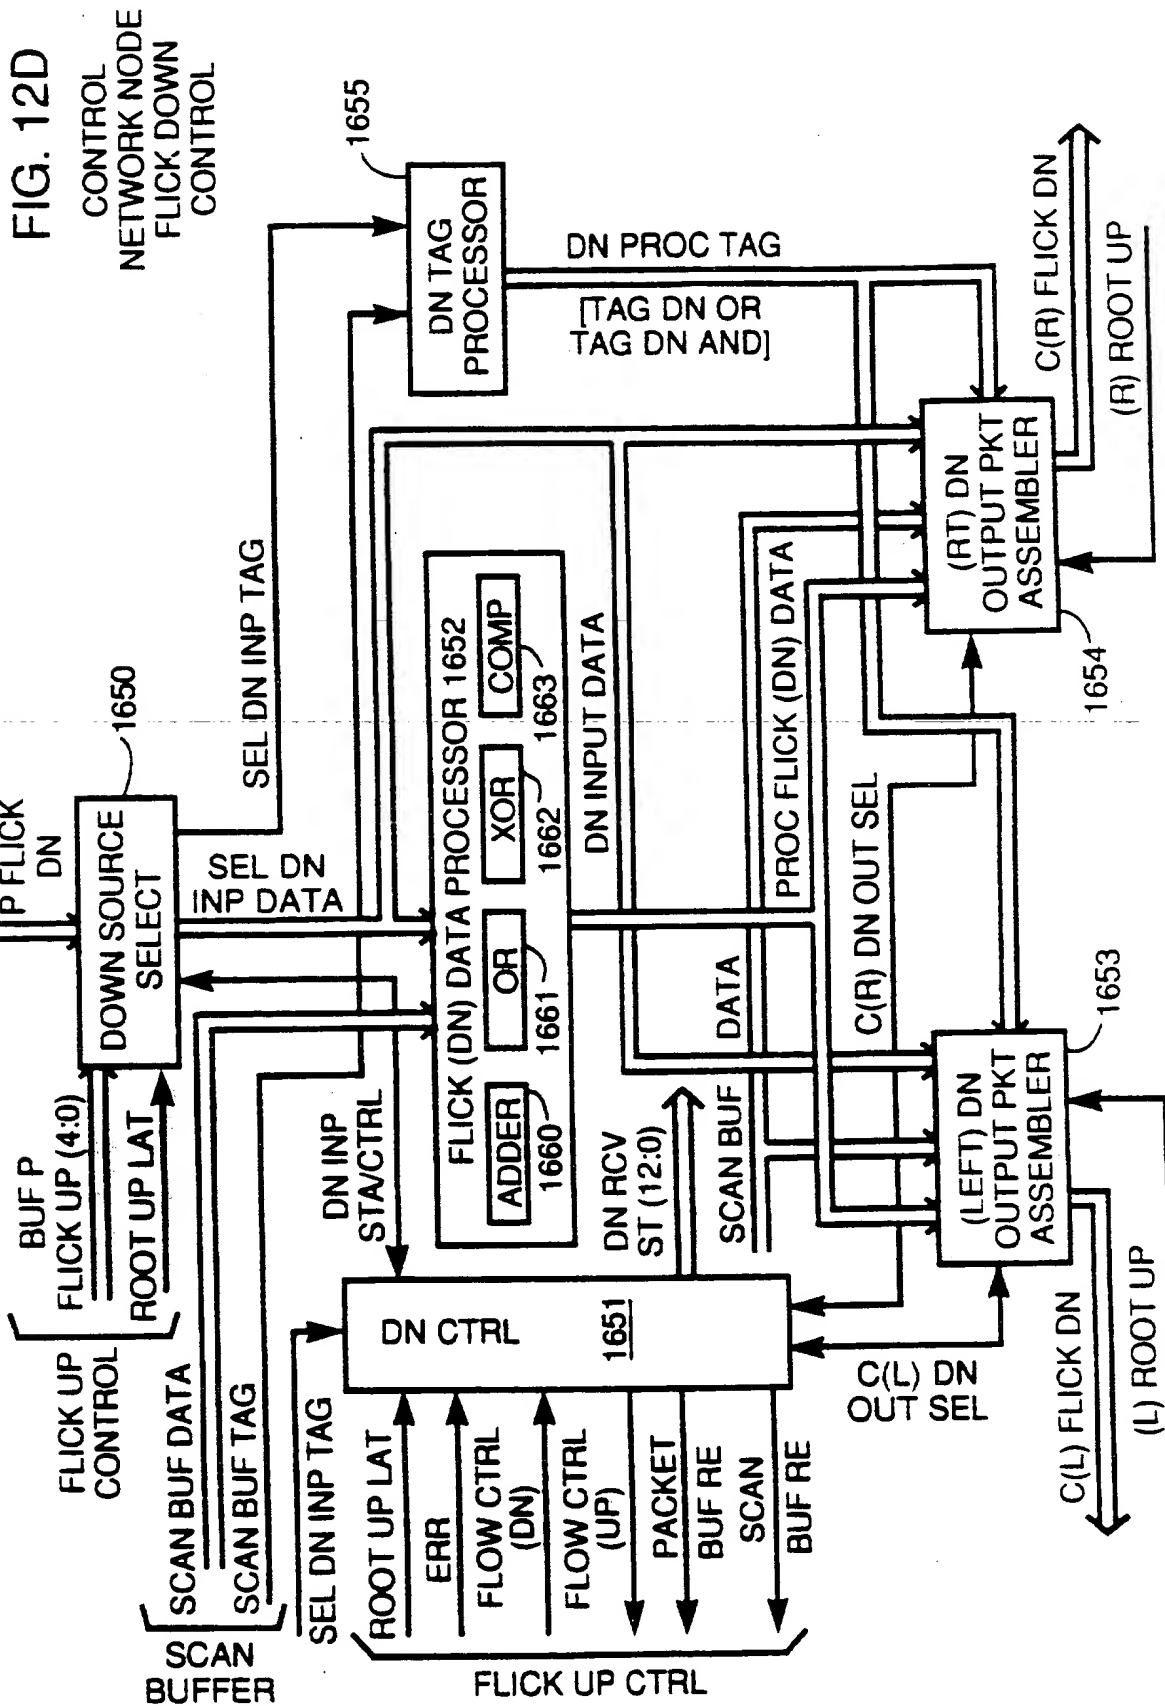 FIG. 12D
CONTROL
NETWORK NODE
FLICK DOWN
CONTROL
P FLICK
DN
1650
DOWN SOURCE
SELECT
BUF P
FLICK UP (4:0)
ROOT UP LAT
FLICK UP
CONTROL
SCAN BUF DATA
SCAN BUF TAG
SCAN
BUFFER
SEL DN INP TAG
SEL DN
INP DATA
SEL DN INP TAG
1655
DN TAG
PROCESSOR
DN PROC TAG
[TAG DN OR
TAG DN AND]
DN INP
STA/CTRL
FLICK (DN) DATA PROCESSOR 1652
ADDER
1660
OR
1661
XOR
1662
COMP
1663
DN CTRL
1651
ROOT UP LAT
ERR
FLOW CTRL
(DN)
FLOW CTRL
(UP)
PACKET
BUF RE
SCAN
BUF RE
FLICK UP CTRL
DN RCV
ST (12:0)
DN INPUT DATA
SCAN BUF DATA
PROC FLICK (DN) DATA
C(R) DN OUT SEL
C(L) DN
OUT SEL
(LEFT) DN
OUTPUT PKT
ASSEMBLER
1653
(RT) DN
OUTPUT PKT
ASSEMBLER
1654
C(L) FLICK DN
(L) ROOT UP
C(R) FLICK DN
(R) ROOT UP